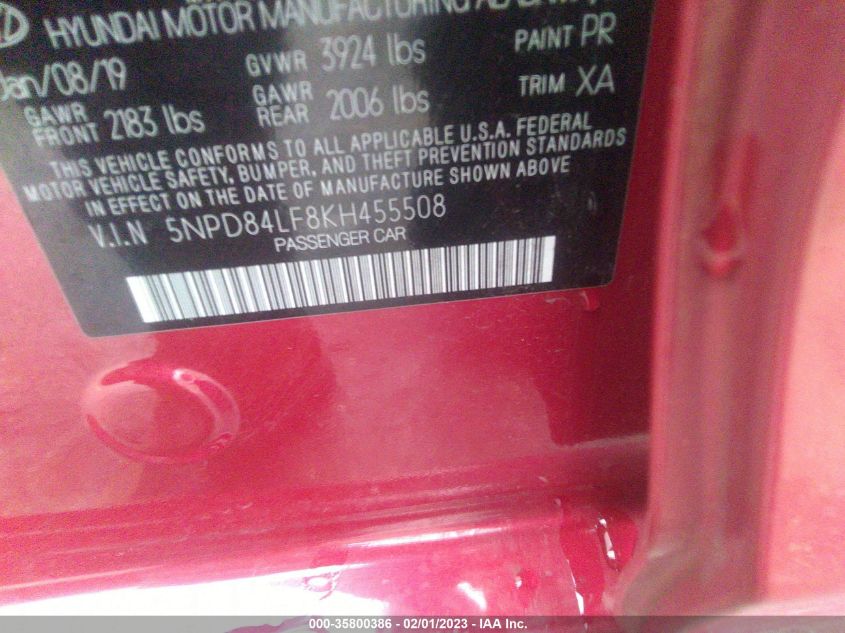 HYUNDAI MOTOR MANUFACTURING
Jan/08/19 GVWR 3924 lbs PAINT PR
GAWR FRONT 2183 lbs GAWR REAR 2006 lbs TRIM XA
THIS VEHICLE CONFORMS TO ALL APPLICABLE U.S.A. FEDERAL
MOTOR VEHICLE SAFETY, BUMPER, AND THEFT PREVENTION STANDARDS
IN EFFECT ON THE DATE OF MANUFACTURE SHOWN ABOVE
V.I.N 5NPD84LF8KH455508
PASSENGER CAR
000-35800386 - 02/01/2023 - IAA Inc.